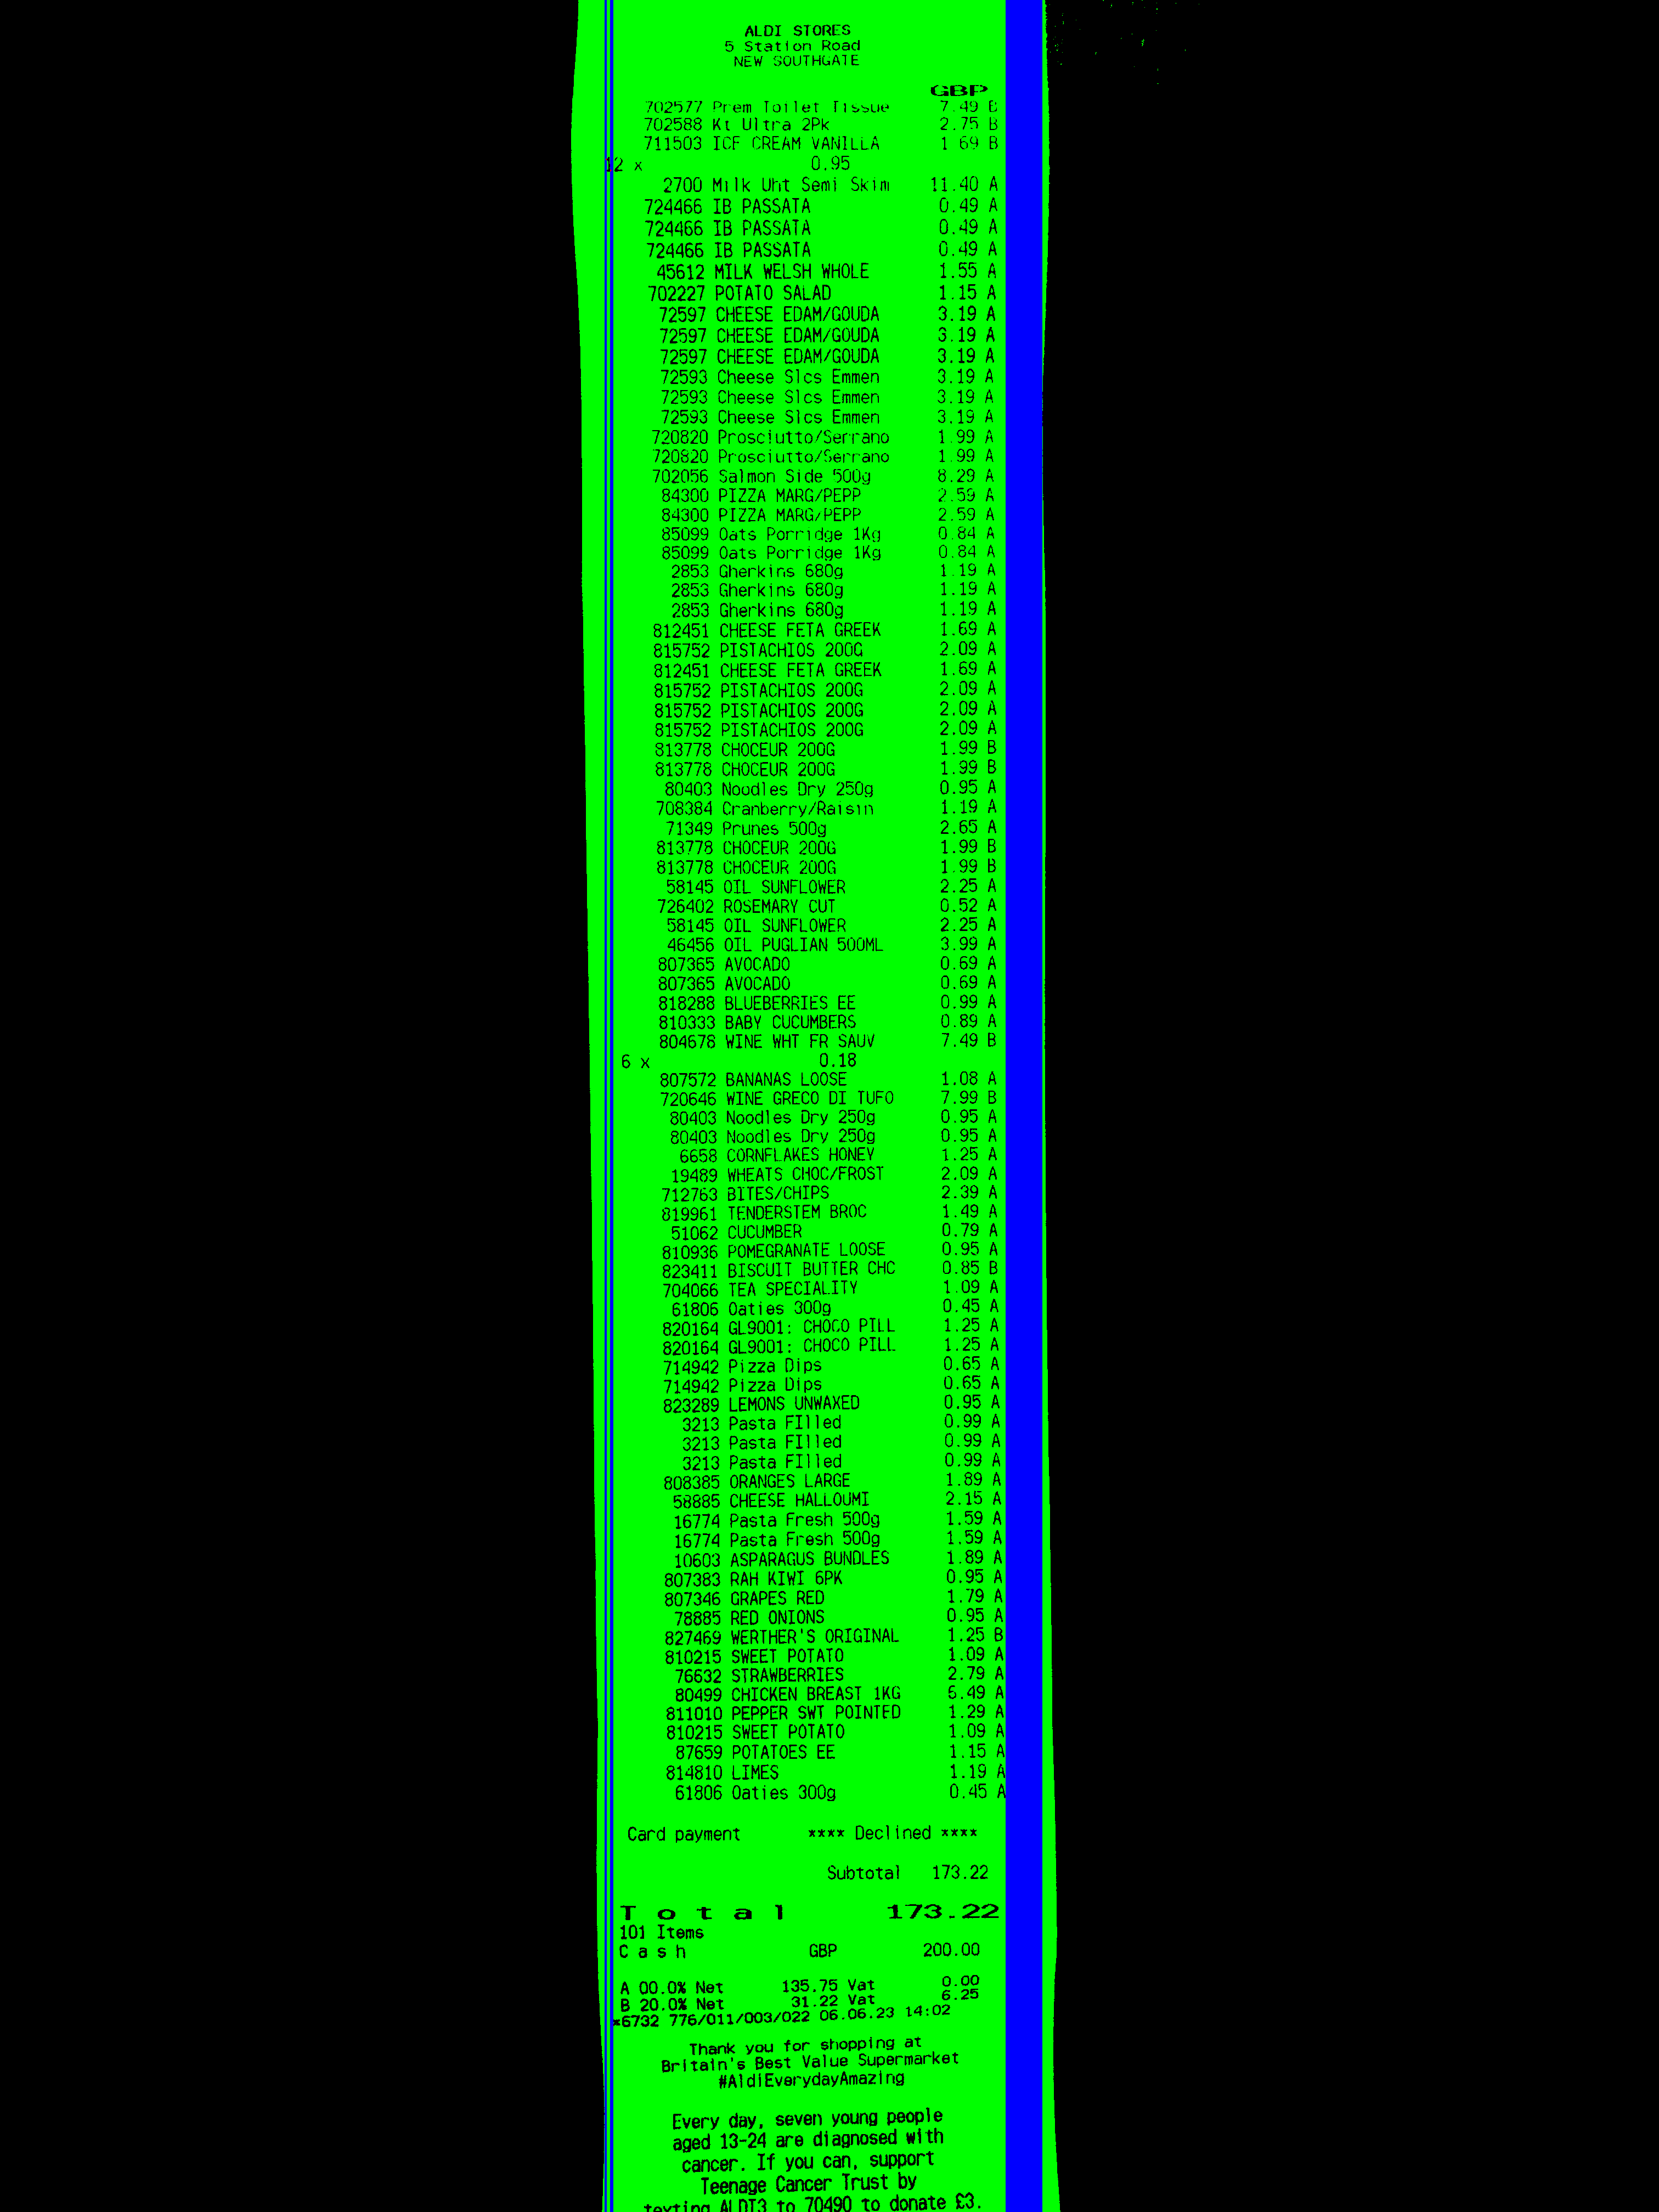 ALDI STORES
5 Station Road
NEW SOUTHGATE
GBP
702577 Prem Toilet Tissue 7.49 B
702588 Kt Ultra 2Pk 2.75 B
711503 ICE CREAM VANILLA 1.69 B
12 x 0.95
2700 Milk Uht Semi Skim 11.40 A
724466 IB PASSATA 0.49 A
724466 IB PASSATA 0.49 A
724466 IB PASSATA 0.49 A
45612 MILK WELSH WHOLE 1.55 A
702227 POTATO SALAD 1.15 A
72597 CHEESE EDAM/GOUDA 3.19 A
72597 CHEESE EDAM/GOUDA 3.19 A
72597 CHEESE EDAM/GOUDA 3.19 A
72593 Cheese Slcs Emmen 3.19 A
72593 Cheese Slcs Emmen 3.19 A
72593 Cheese Slcs Emmen 3.19 A
720820 Prosciutto/Serrano 1.99 A
720820 Prosciutto/Serrano 1.99 A
702056 Salmon Side 500g 8.29 A
84300 PIZZA MARG/PEPP 2.59 A
84300 PIZZA MARG/PEPP 2.59 A
85099 Oats Porridge 1Kg 0.84 A
85099 Oats Porridge 1Kg 0.84 A
2853 Gherkins 680g 1.19 A
2853 Gherkins 680g 1.19 A
2853 Gherkins 680g 1.19 A
812451 CHEESE FETA GREEK 1.69 A
815752 PISTACHIOS 200G 2.09 A
812451 CHEESE FETA GREEK 1.69 A
815752 PISTACHIOS 200G 2.09 A
815752 PISTACHIOS 200G 2.09 A
815752 PISTACHIOS 200G 2.09 A
813778 CHOCEUR 200G 1.99 B
813778 CHOCEUR 200G 1.99 B
80403 Noodles Dry 250g 0.95 A
708384 Cranberry/Raisin 1.19 A
71349 Prunes 500g 2.65 A
813778 CHOCEUR 200G 1.99 B
813778 CHOCEUR 200G 1.99 B
58145 OIL SUNFLOWER 2.25 A
726402 ROSEMARY CUT 0.52 A
58145 OIL SUNFLOWER 2.25 A
46456 OIL PUGLIAN 500ML 3.99 A
807365 AVOCADO 0.69 A
807365 AVOCADO 0.69 A
818288 BLUEBERRIES EE 0.99 A
810333 BABY CUCUMBERS 0.89 A
804678 WINE WHT FR SAUV 7.49 B
6 x 0.18
807572 BANANAS LOOSE 1.08 A
720646 WINE GRECO DI TUFO 7.99 B
80403 Noodles Dry 250g 0.95 A
80403 Noodles Dry 250g 0.95 A
6658 CORNFLAKES HONEY 1.25 A
19489 WHEATS CHOC/FROST 2.09 A
712763 BITES/CHIPS 2.39 A
819961 TENDERSTEM BROC 1.49 A
51062 CUCUMBER 0.79 A
810936 POMEGRANATE LOOSE 0.95 A
823411 BISCUIT BUTTER CHC 0.85 B
704066 TEA SPECIALITY 1.09 A
61806 Oaties 300g 0.45 A
820164 GL9001: CHOCO PILL 1.25 A
820164 GL9001: CHOCO PILL 1.25 A
714942 Pizza Dips 0.65 A
714942 Pizza Dips 0.65 A
823289 LEMONS UNWAXED 0.95 A
3213 Pasta FIlled 0.99 A
3213 Pasta FIlled 0.99 A
3213 Pasta FIlled 0.99 A
808385 ORANGES LARGE 1.89 A
58885 CHEESE HALLOUMI 2.15 A
16774 Pasta Fresh 500g 1.59 A
16774 Pasta Fresh 500g 1.59 A
10603 ASPARAGUS BUNDLES 1.89 A
807383 RAH KIWI 6PK 0.95 A
807346 GRAPES RED 1.79 A
78885 RED ONIONS 0.95 A
827469 WERTHER'S ORIGINAL 1.25 B
810215 SWEET POTATO 1.09 A
76632 STRAWBERRIES 2.79 A
80499 CHICKEN BREAST 1KG 6.49 A
811010 PEPPER SWT POINTED 1.29 A
810215 SWEET POTATO 1.09 A
87659 POTATOES EE 1.15 A
814810 LIMES 1.19 A
61806 Oaties 300g 0.45 A
Card payment **** Declined ****
Subtotal 173.22
Total 173.22
101 Items
Cash GBP 200.00
A 00.0% Net 135.75 Vat 0.00
B 20.0% Net 31.22 Vat 6.25
*6732 776/011/003/022 06.06.23 14:02
Thank you for shopping at
Britain's Best Value Supermarket
#AldiEverydayAmazing
Every day, seven young people
aged 13-24 are diagnosed with
cancer. If you can, support
Teenage Cancer Trust by
texting ALDI3 to 70490 to donate £3.